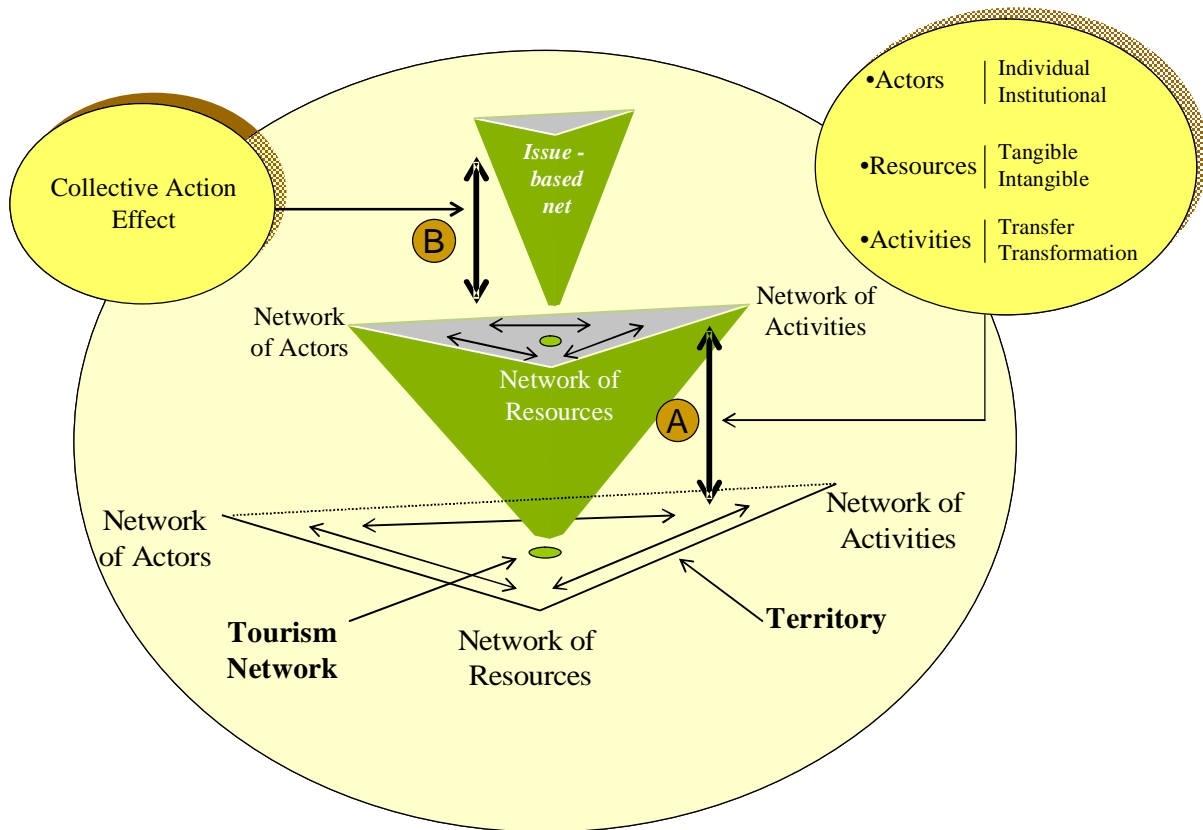 •Actors
Individual
Institutional
•Resources
Tangible
Intangible
•Activities
Transfer
Transformation
Collective Action
Effect
Issue -
based
net
B
Network
of Actors
Network of
Activities
Network of
Resources
A
Network
of Actors
Network of
Activities
Tourism
Network
Network of
Resources
Territory